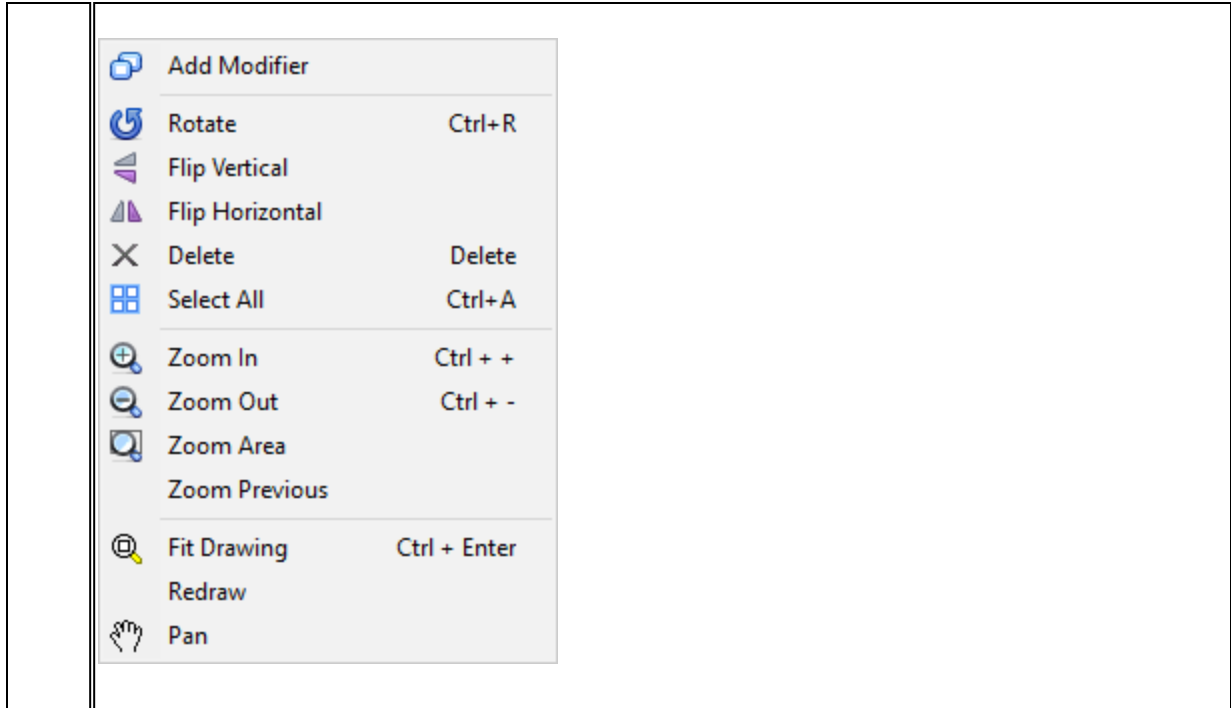 Add Modifier
Rotate Ctrl+R
Flip Vertical
Flip Horizontal
Delete Delete
Select All Ctrl+A
Zoom In Ctrl + +
Zoom Out Ctrl + -
Zoom Area
Zoom Previous
Fit Drawing Ctrl + Enter
Redraw
Pan